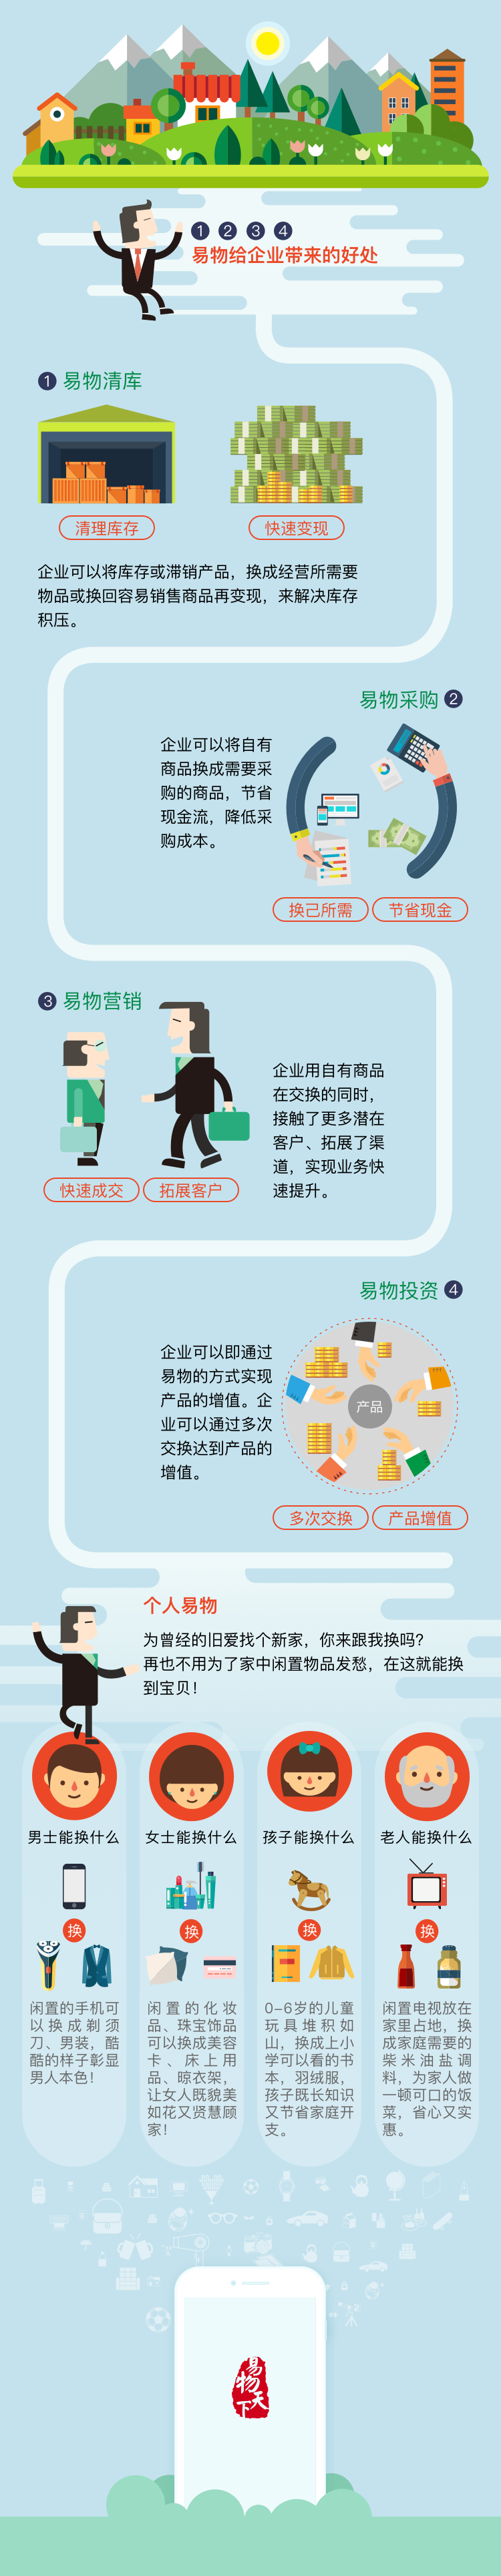 1 2 3 4
易物给企业带来的好处
1 易物清库
清理库存
快速变现
企业可以将库存或滞销产品，换成经营所需要
物品或换回容易销售商品再变现，来解决库存
积压。
易物采购 2
企业可以将自有
商品换成需要采
购的商品，节省
现金流，降低采
购成本。
换己所需
节省现金
3 易物营销
企业用自有商品
在交换的同时，
接触了更多潜在
客户、拓展了渠
道，实现业务快
速提升。
快速成交
拓展客户
易物投资 4
企业可以即通过
易物的方式实现
产品的增值。企
业可以通过多次
交换达到产品的
增值。
产品
多次交换
产品增值
个人易物
为曾经的旧爱找个新家，你来跟我换吗？
再也不用为了家中闲置物品发愁，在这就能换
到宝贝！
男士能换什么
换
闲置的手机可
以换成剃须
刀、男装，酷
酷的样子彰显
男人本色！
女士能换什么
换
闲置的化妆
品、珠宝饰品
可以换成美容
卡、床上用
品、晾衣架，
让女人既貌美
如花又贤慧顾
家！
孩子能换什么
换
0-6岁的儿童
玩具堆积如
山，换成上小
学可以看的书
本，羽绒服，
孩子既长知识
又节省家庭开
支。
老人能换什么
换
闲置电视放在
家里占地，换
成家庭需要的
柴米油盐调
料，为家人做
一顿可口的饭
菜，省心又实
惠。
易物天下